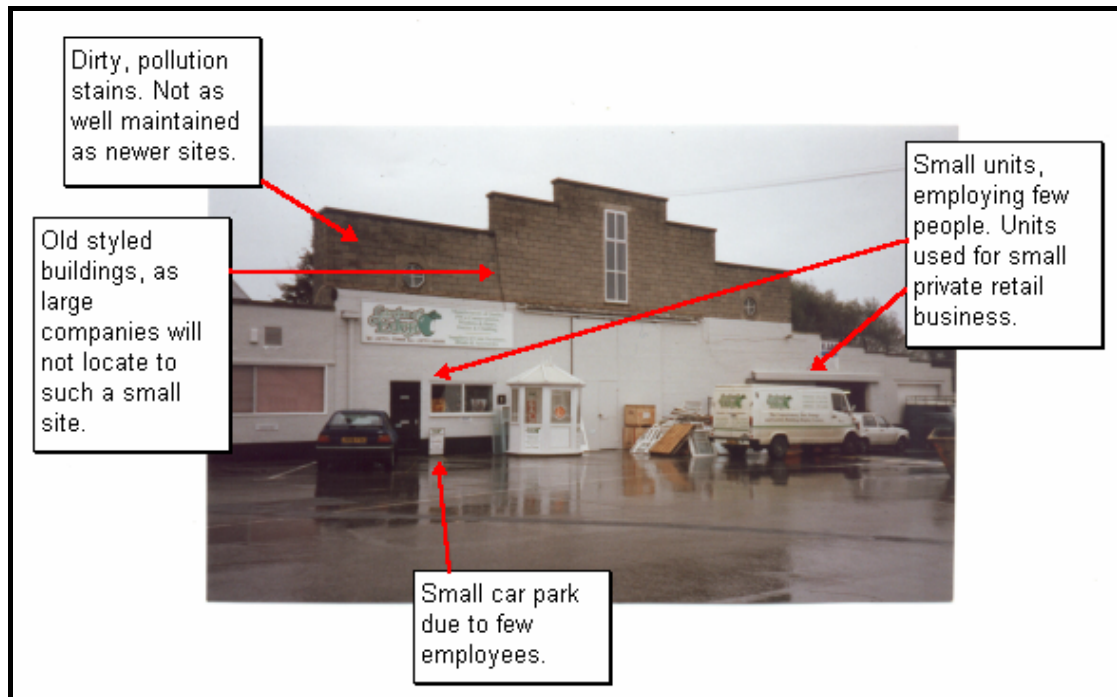 Dirty, pollution
stains. Not as
well maintained
as newer sites.
Old styled
buildings, as
large
companies will
not locate to
such a small
site.
Small units,
employing few
people. Units
used for small
private retail
business.
Small car park
due to few
employees.